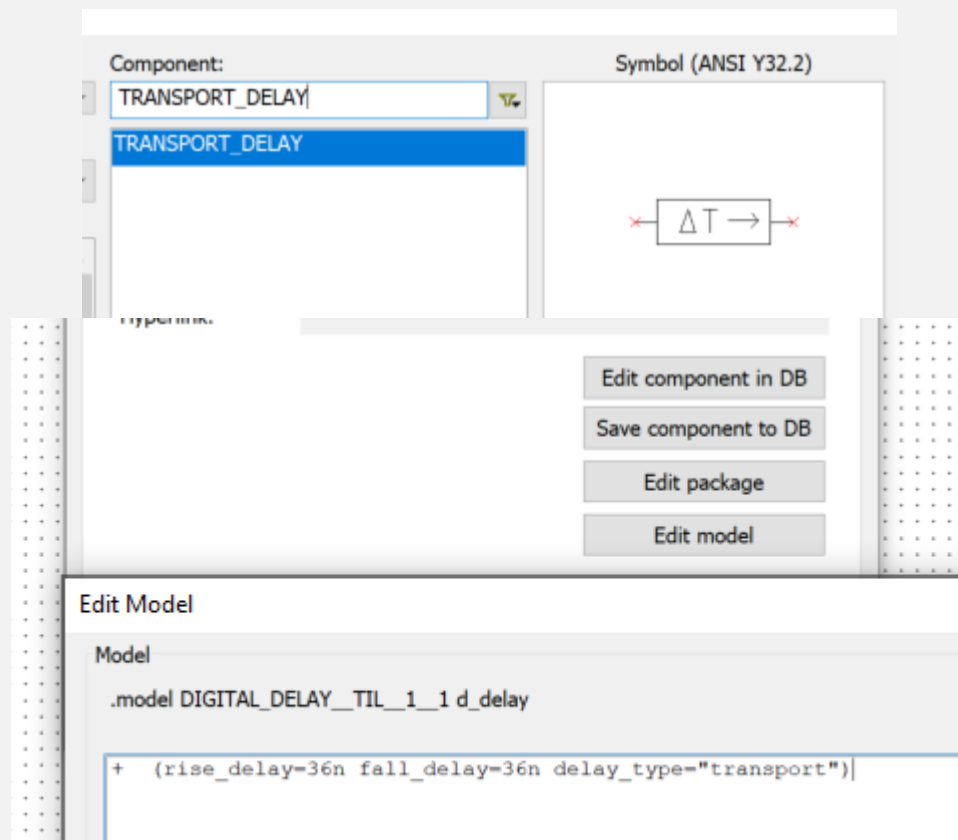 Component:
Symbol (ANSI Y32.2)
TRANSPORT_DELAY
TRANSPORT_DELAY
ΔT→
Hyperlink:
Edit component in DB
Save component to DB
Edit package
Edit model
Edit Model
Model
.model DIGITAL_DELAY__TIL__1__1 d_delay
+ (rise_delay=36n fall_delay=36n delay_type="transport")